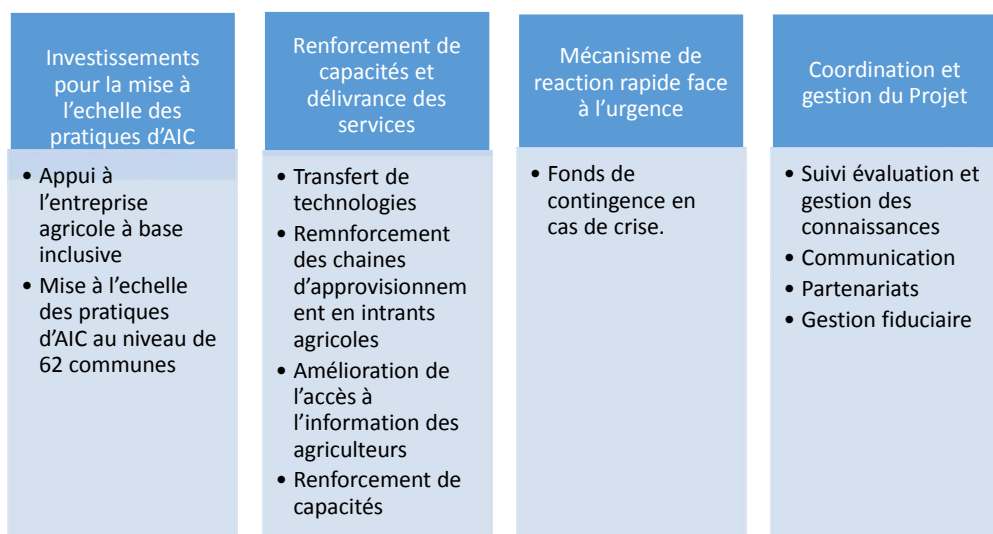 Investissements
pour la mise à
l'echelle des
pratiques d'AIC
• Appui à
l'entreprise
agricole à base
inclusive
• Mise à l'echelle
des pratiques
d'AIC au niveau de
62 communes
Renforcement de
capacités et
délivrance des
services
• Transfert de
technologies
• Remnforcement
des chaines
d'approvisionnem
ent en intrants
agricoles
• Amélioration de
l'accès à
l'information des
agriculteurs
• Renforcement de
capacités
Mécanisme de
reaction rapide face
à l'urgence
• Fonds de
contingence en
cas de crise.
Coordination et
gestion du Projet
• Suivi évaluation et
gestion des
connaissances
• Communication
• Partenariats
• Gestion fiduciaire